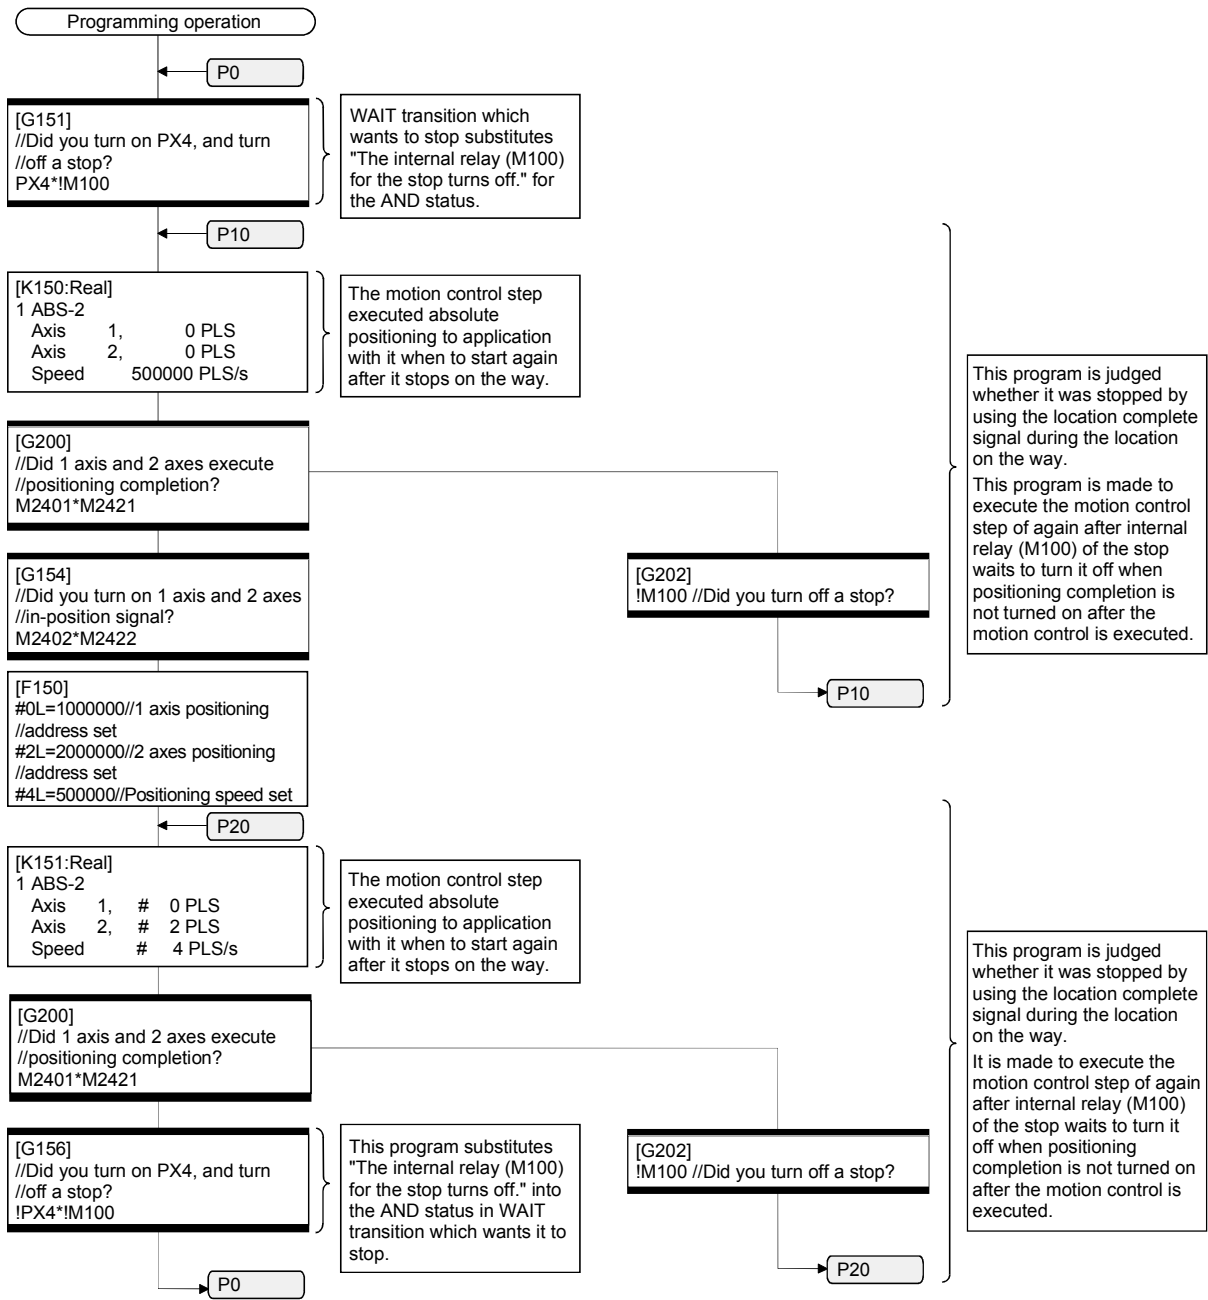 Programming operation
P0
[G151]
//Did you turn on PX4, and turn
//off a stop?
PX4*!M100
WAIT transition which
wants to stop substitutes
"The internal relay (M100)
for the stop turns off." for
the AND status.
P10
[K150:Real]
1 ABS-2
Axis 1, 0 PLS
Axis 2, 0 PLS
Speed 500000 PLS/s
The motion control step
executed absolute
positioning to application
with it when to start again
after it stops on the way.
[G200]
//Did 1 axis and 2 axes execute
//positioning completion?
M2401*M2421
[G154]
//Did you turn on 1 axis and 2 axes
//in-position signal?
M2402*M2422
[G202]
!M100 //Did you turn off a stop?
P10
This program is judged
whether it was stopped by
using the location complete
signal during the location
on the way.
This program is made to
execute the motion control
step of again after internal
relay (M100) of the stop
waits to turn it off when
positioning completion is
not turned on after the
motion control is executed.
[F150]
#0L=1000000//1 axis positioning
//address set
#2L=2000000//2 axes positioning
//address set
#4L=500000//Positioning speed set
P20
[K151:Real]
1 ABS-2
Axis 1, # 0 PLS
Axis 2, # 2 PLS
Speed # 4 PLS/s
The motion control step
executed absolute
positioning to application
with it when to start again
after it stops on the way.
[G200]
//Did 1 axis and 2 axes execute
//positioning completion?
M2401*M2421
[G156]
//Did you turn on PX4, and turn
//off a stop?
!PX4*!M100
This program substitutes
"The internal relay (M100)
for the stop turns off." into
the AND status in WAIT
transition which wants it to
stop.
P0
[G202]
!M100 //Did you turn off a stop?
P20
This program is judged
whether it was stopped by
using the location complete
signal during the location
on the way.
It is made to execute the
motion control step of again
after internal relay (M100)
of the stop waits to turn it
off when positioning
completion is not turned on
after the motion control is
executed.